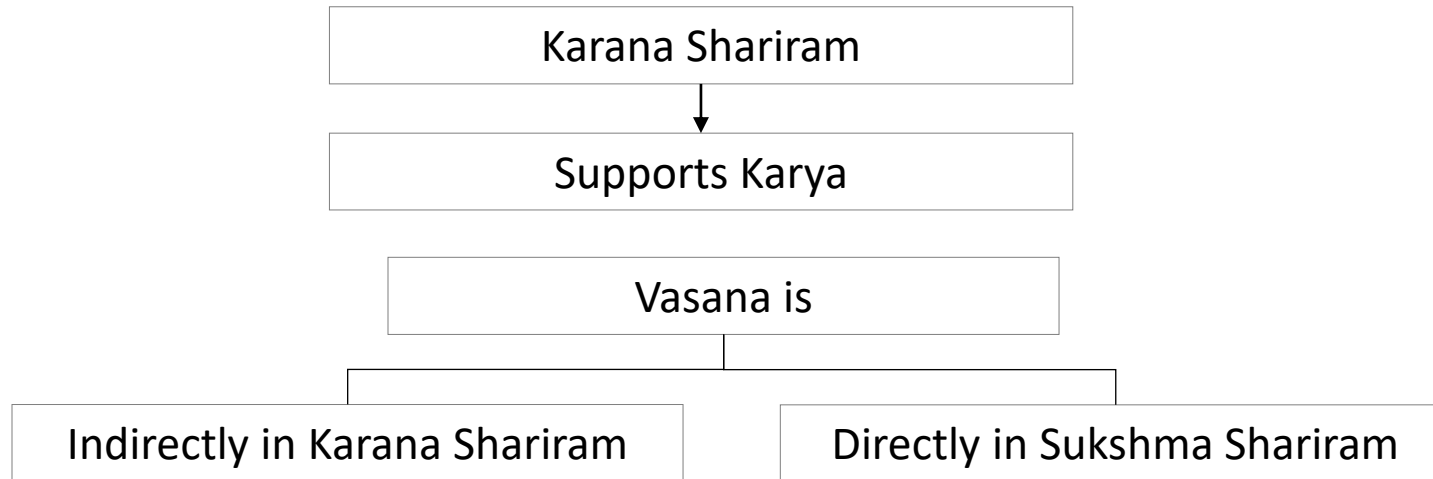 Karana Shariram
Supports Karya
Vasana is
Indirectly in Karana Shariram
Directly in Sukshma Shariram